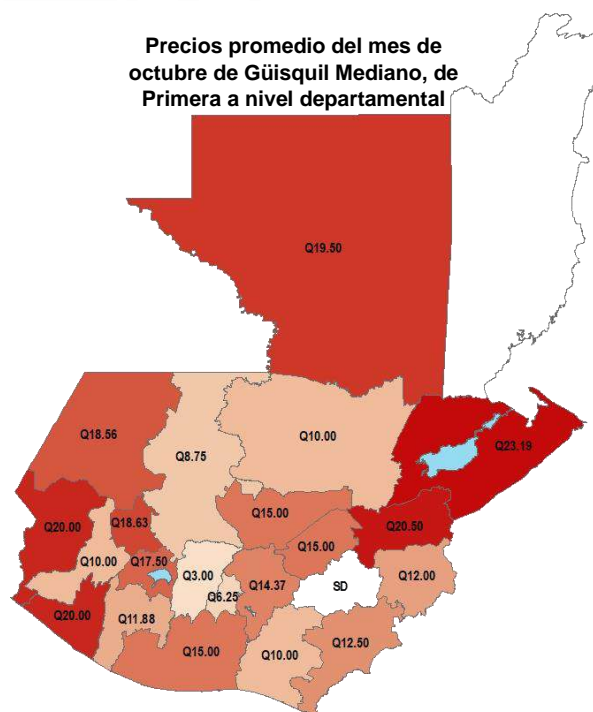 Precios promedio del mes de
octubre de Güisquil Mediano, de
Primera a nivel departamental
Q19.50
Q18.56
Q8.75
Q10.00
Q23.19
Q20.00
Q18.63
Q15.00
Q20.50
Q10.00
Q17.50
Q3.00
Q6.25
Q14.37
Q15.00
SD
Q12.00
Q20.00
Q11.88
Q15.00
Q10.00
Q12.50